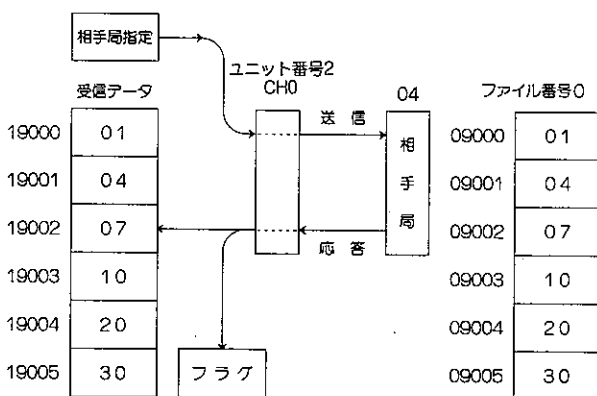 相手局指定
ユニット番号2
CH0
受信データ
19000 01
19001 04
19002 07
19003 10
19004 20
19005 30
送信
応答
フラグ
04
相手局
ファイル番号0
09000 01
09001 04
09002 07
09003 10
09004 20
09005 30